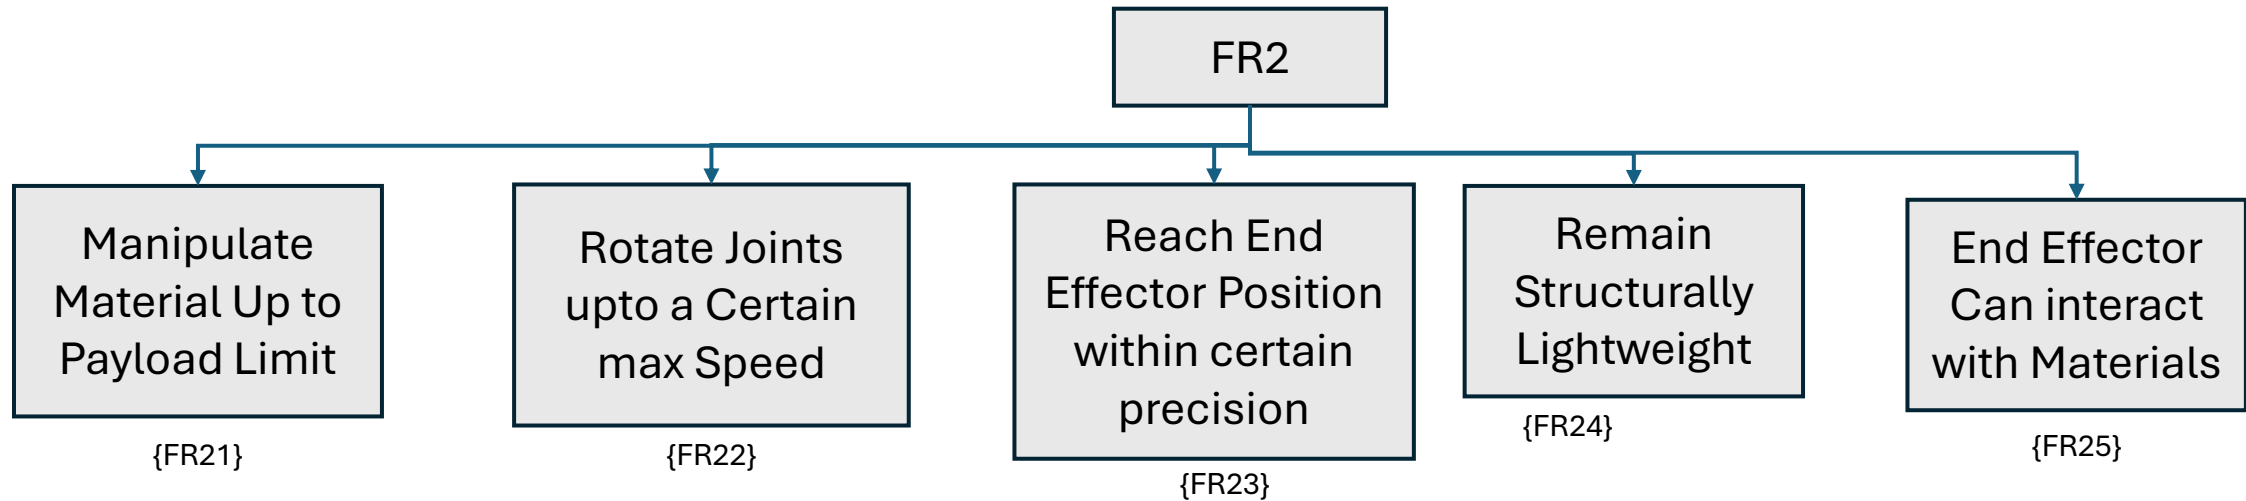 FR2
Manipulate
Material Up to
Payload Limit
{FR21}
Rotate Joints
upto a Certain
max Speed
{FR22}
Reach End
Effector Position
within certain
precision
{FR23}
Remain
Structurally
Lightweight
{FR24}
End Effector
Can interact
with Materials
{FR25}